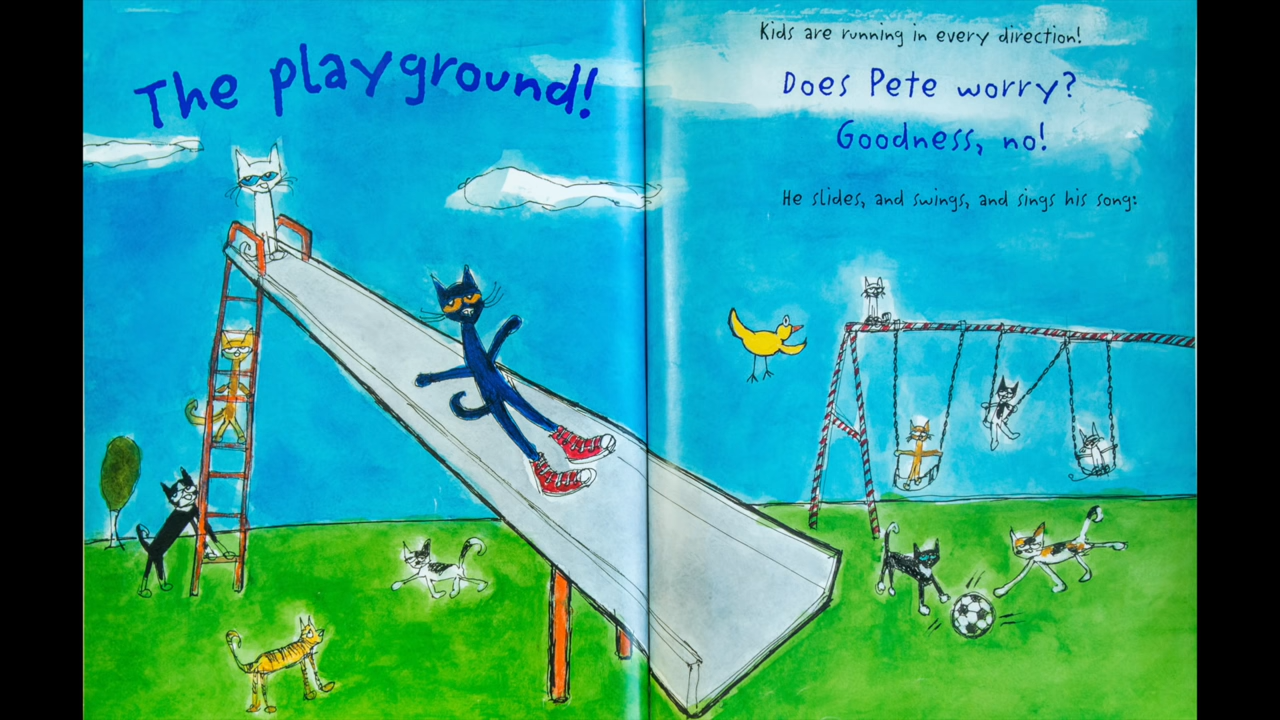 The playground!
Kids are running in every direction!
Does Pete worry?
Goodness, no!
He slides, and swings, and sings his song: